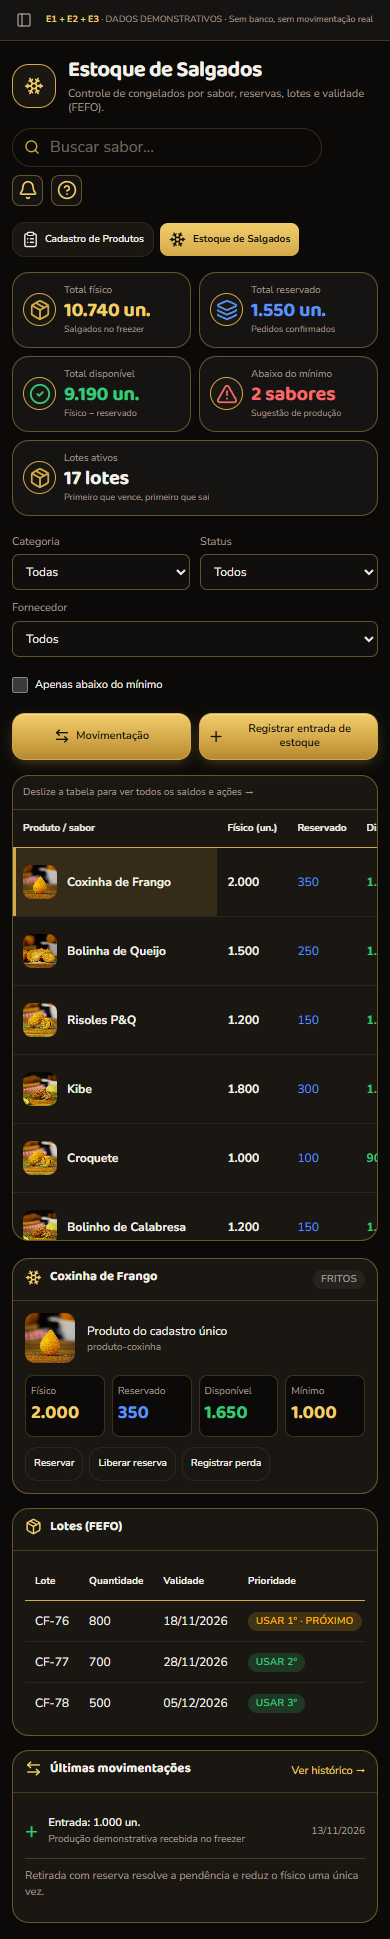 E1 + E2 + E3 · DADOS DEMONSTRATIVOS · Sem banco, sem movimentação real
Estoque de Salgados
Controle de congelados por sabor, reservas, lotes e validade
(FEFO).
Buscar sabor...
Cadastro de Produtos
Estoque de Salgados
Total físico
10.740 un.
Salgados no freezer
Total reservado
1.550 un.
Pedidos confirmados
Total disponível
9.190 un.
Físico − reservado
Abaixo do mínimo
2 sabores
Sugestão de produção
Lotes ativos
17 lotes
Primeiro que vence, primeiro que sai
Categoria
Status
Todas
Todos
Fornecedor
Todos
Apenas abaixo do mínimo
Movimentação
Registrar entrada de
estoque
Deslize a tabela para ver todos os saldos e ações →
Produto / sabor Físico (un.) Reservado Di
Coxinha de Frango 2.000 350 1.
Bolinha de Queijo 1.500 250 1.
Risoles P&Q 1.200 150 1.
Kibe 1.800 300 1.
Croquete 1.000 100 90
Bolinho de Calabresa 1.200 150 1.
Coxinha de Frango
FRITOS
Produto do cadastro único
produto-coxinha
Físico
2.000
Reservado
350
Disponível
1.650
Mínimo
1.000
Reservar
Liberar reserva
Registrar perda
Lotes (FEFO)
Lote Quantidade Validade Prioridade
CF-76 800 18/11/2026 USAR 1º · PRÓXIMO
CF-77 700 28/11/2026 USAR 2º
CF-78 500 05/12/2026 USAR 3º
Últimas movimentações
Ver histórico →
Entrada: 1.000 un.
Produção demonstrativa recebida no freezer
13/11/2026
Retirada com reserva resolve a pendência e reduz o físico uma única
vez.